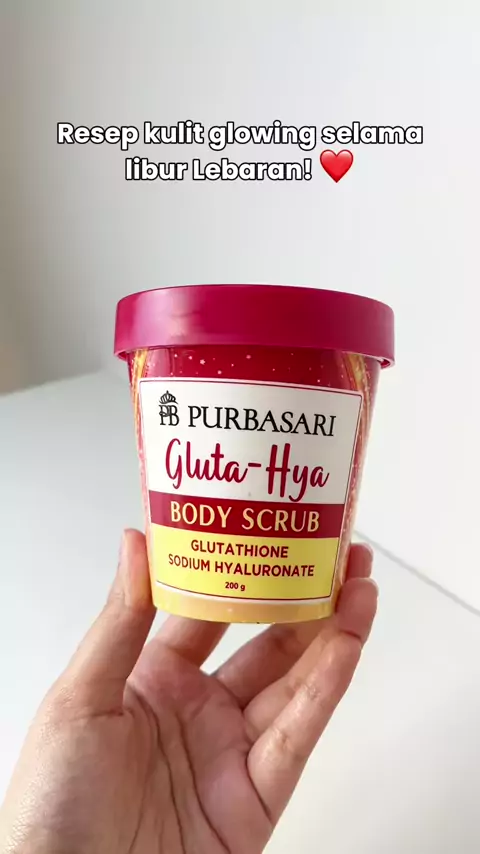 Resep kulit glowing selama
libur Lebaran! ❤️
PB PURBASARI
Gluta-Hya
BODY SCRUB
GLUTATHIONE
SODIUM HYALURONATE
200 g